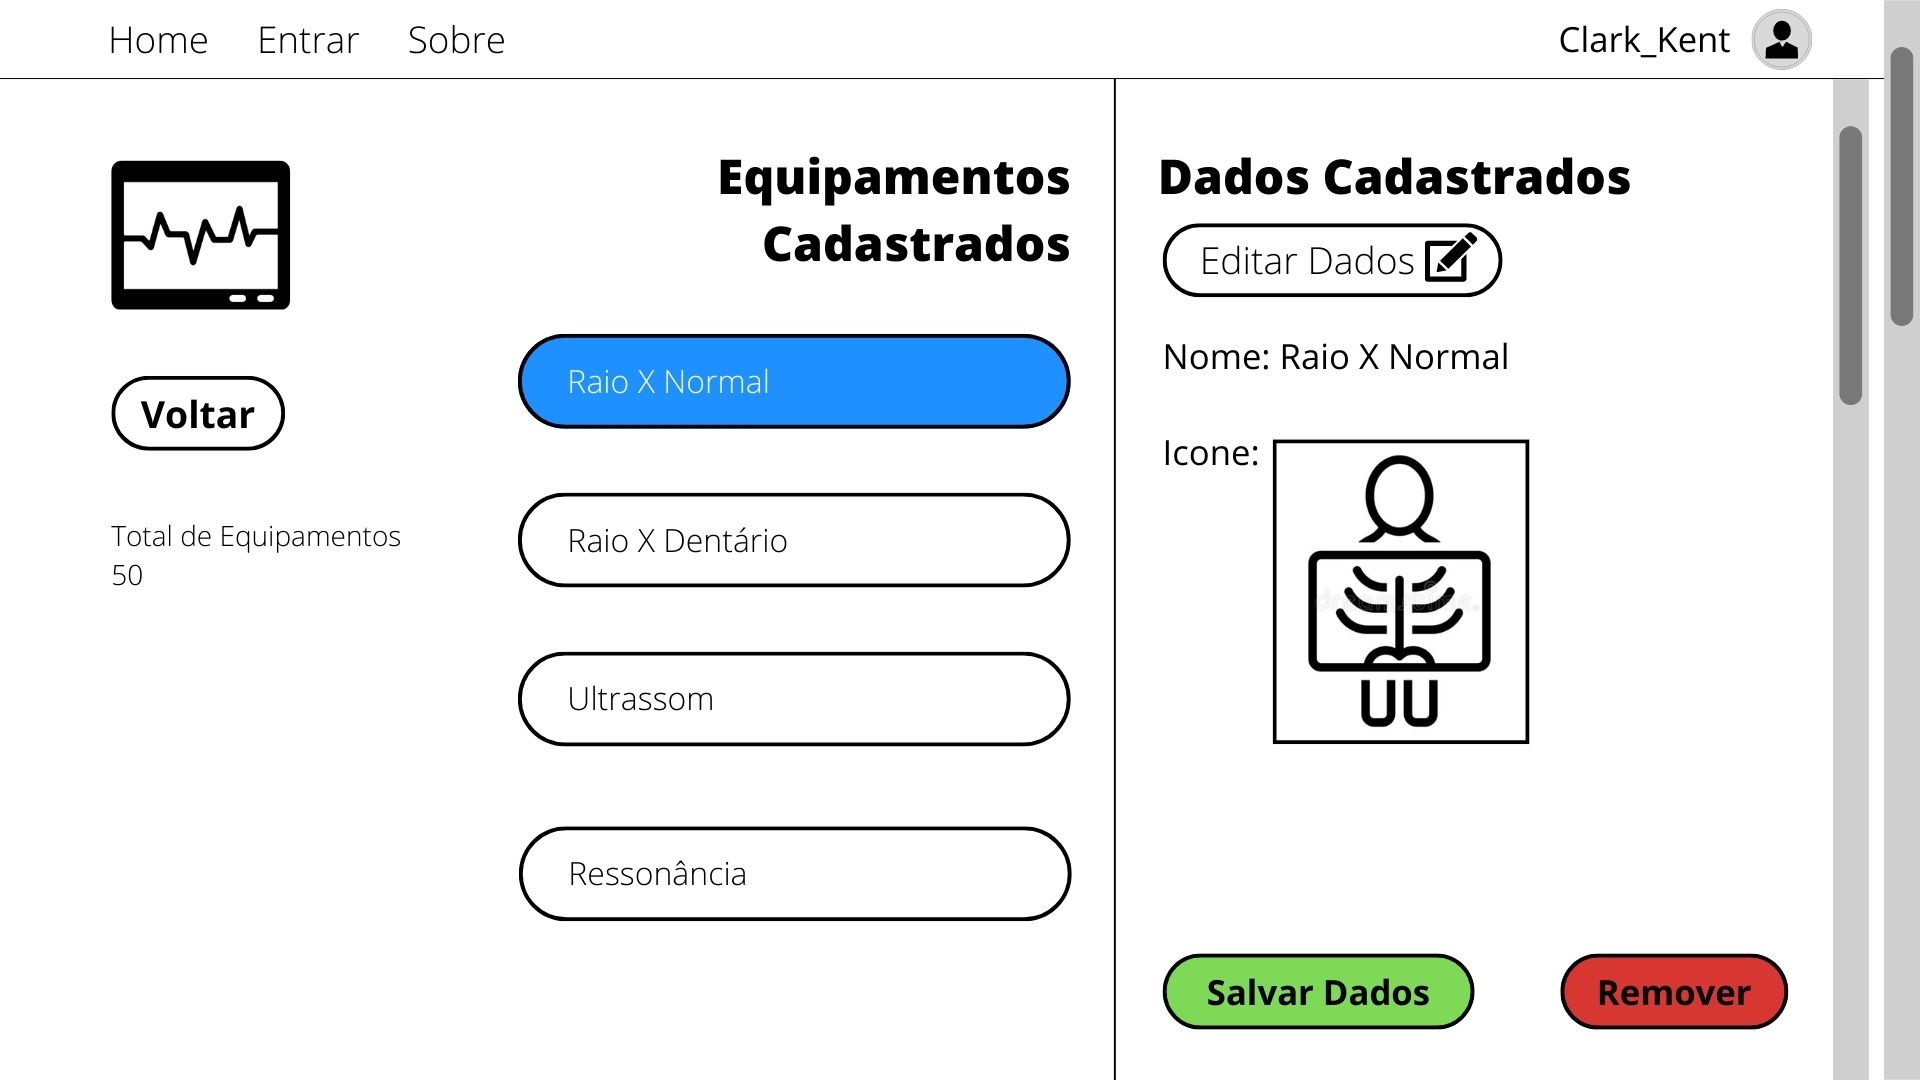 Home Entrar Sobre
Clark_Kent
Equipamentos
Cadastrados
Voltar
Total de Equipamentos
50
Raio X Normal
Raio X Dentário
Ultrassom
Ressonância
Dados Cadastrados
Editar Dados
Nome: Raio X Normal
Icone:
Salvar Dados
Remover